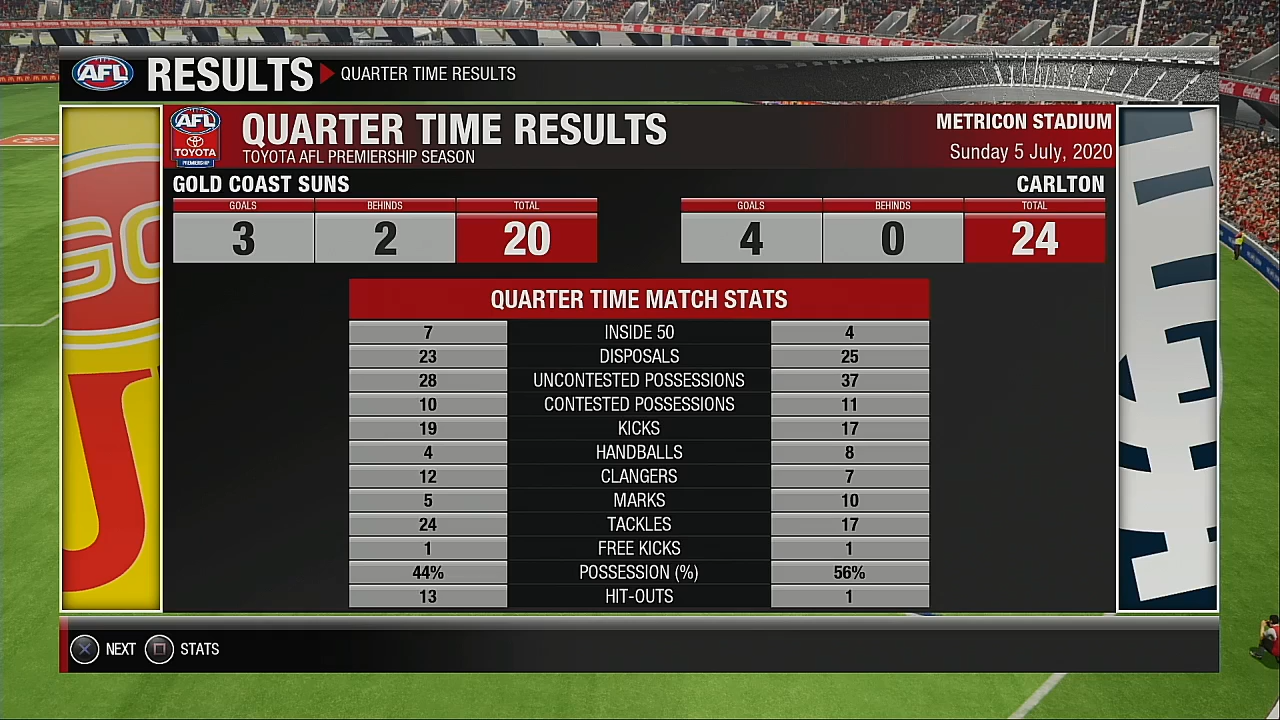 AFL RESULTS QUARTER TIME RESULTS
AFL
TOYOTA
PREMIERSHIP
QUARTER TIME RESULTS
TOYOTA AFL PREMIERSHIP SEASON
METRICON STADIUM
Sunday 5 July, 2020
GOLD COAST SUNS
CARLTON
GOALS BEHINDS TOTAL GOALS BEHINDS TOTAL
3 2 20 4 0 24
QUARTER TIME MATCH STATS
7 INSIDE 50 4
23 DISPOSALS 25
28 UNCONTESTED POSSESSIONS 37
10 CONTESTED POSSESSIONS 11
19 KICKS 17
4 HANDBALLS 8
12 CLANGERS 7
5 MARKS 10
24 TACKLES 17
1 FREE KICKS 1
44% POSSESSION (%) 56%
13 HIT-OUTS 1
NEXT STATS